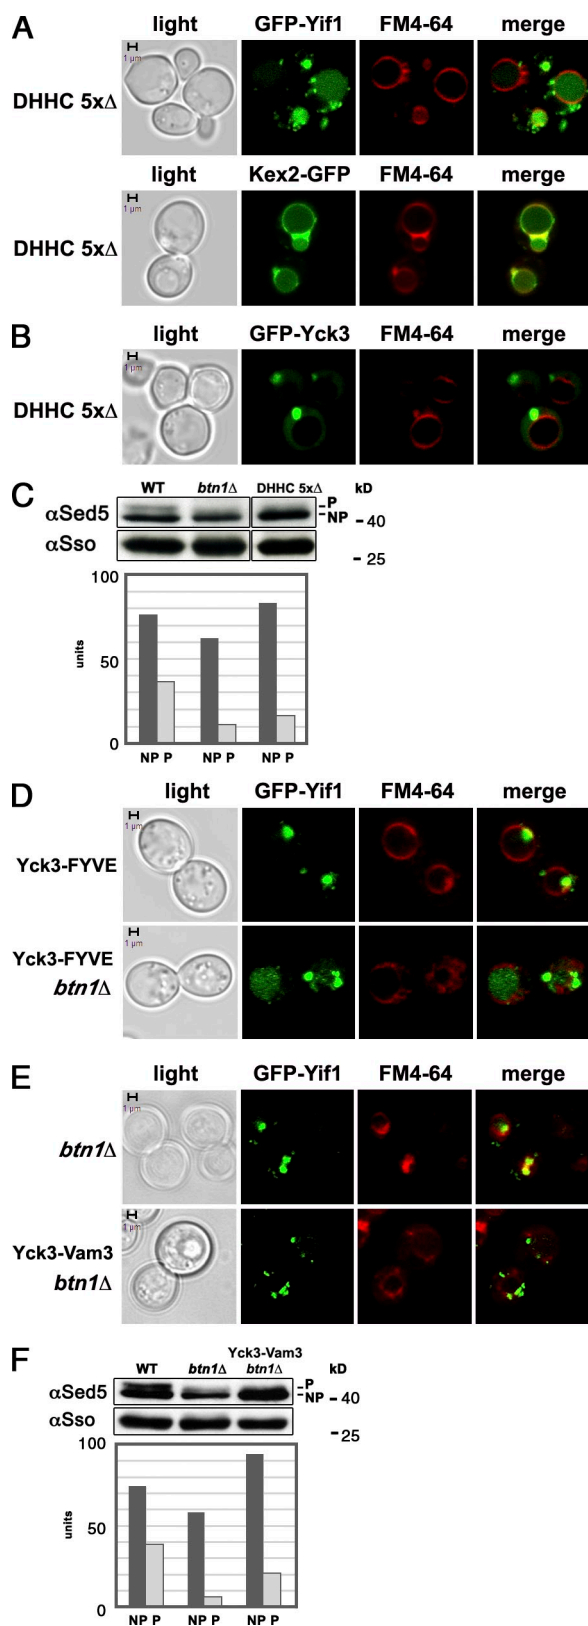 A
light GFP-Yif1 FM4-64 merge
1 µm
DHHC 5xΔ
light Kex2-GFP FM4-64 merge
1 µm
DHHC 5xΔ
B
light GFP-Yck3 FM4-64 merge
1 µm
DHHC 5xΔ
C
WT btn1Δ DHHC 5xΔ kD
αSed5 P
NP - 40
αSso
- 25
100
50
0
units
NP P NP P NP P
D
light GFP-Yif1 FM4-64 merge
1 µm
Yck3-FYVE
1 µm
Yck3-FYVE
btn1Δ
E
light GFP-Yif1 FM4-64 merge
1 µm
btn1Δ
1 µm
Yck3-Vam3
btn1Δ
F
Yck3-Vam3
WT btn1Δ btn1Δ kD
αSed5 P
NP - 40
αSso
- 25
100
50
0
units
NP P NP P NP P